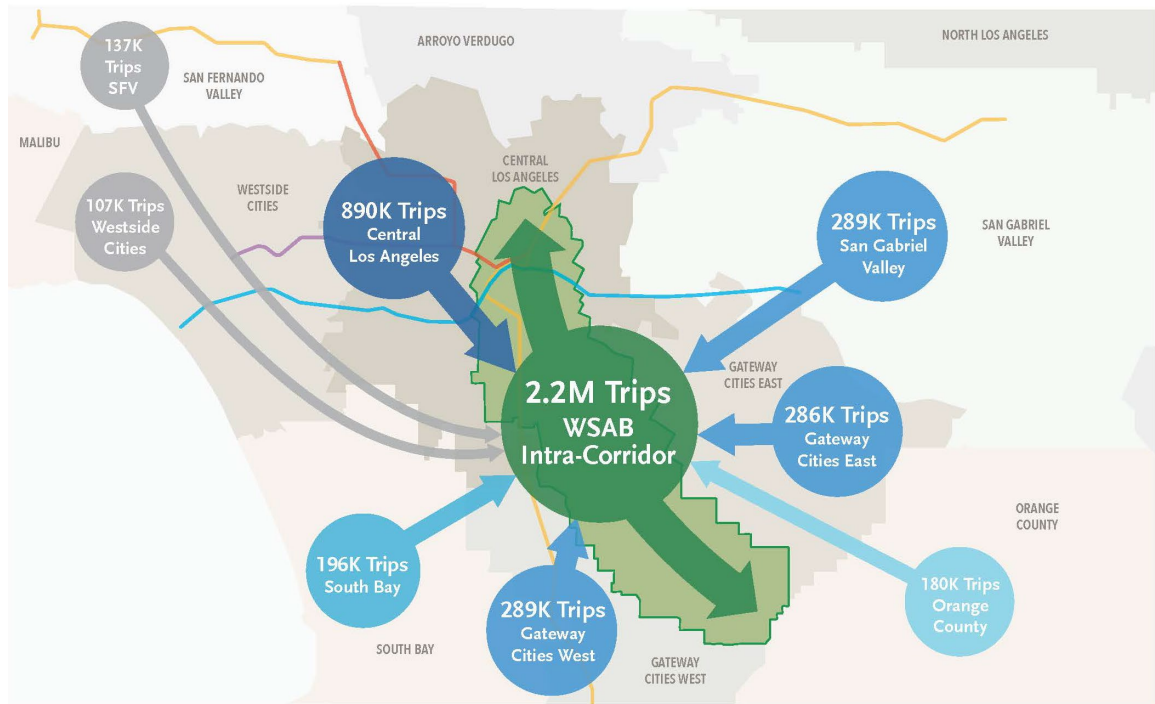 137K
Trips
SFV
ARROYO VERDUGO
NORTH LOS ANGELES
SAN FERNANDO
VALLEY
MALIBU
CENTRAL
LOS ANGELES
WESTSIDE
CITIES
107K Trips
Westside
Cities
890K Trips
Central
Los Angeles
289K Trips
San Gabriel
Valley
SAN GABRIEL
VALLEY
GATEWAY
CITIES EAST
2.2M Trips
WSAB
Intra-Corridor
286K Trips
Gateway
Cities East
ORANGE
COUNTY
196K Trips
South Bay
180K Trips
Orange
County
289K Trips
Gateway
Cities West
SOUTH BAY
GATEWAY
CITIES WEST